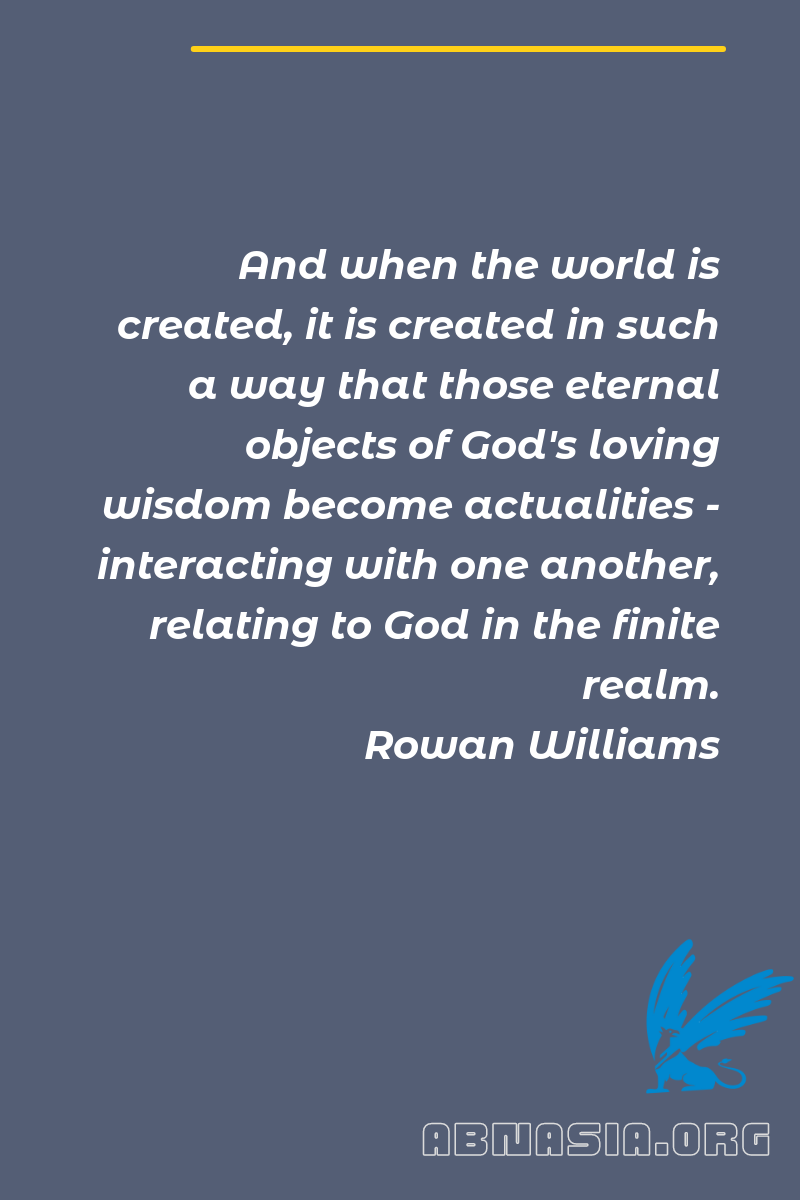 And when the world is
created, it is created in such
a way that those eternal
objects of God's loving
wisdom become actualities -
interacting with one another,
relating to God in the finite
realm.
Rowan Williams
ABNASIA.ORG